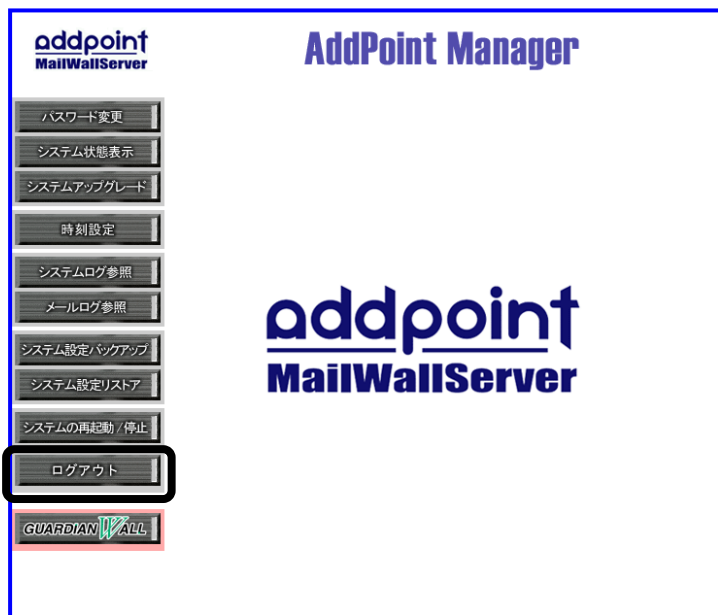 addpoint
MailWallServer
AddPoint Manager
パスワード変更
システム状態表示
システムアップグレード
時刻設定
システムログ参照
メールログ参照
システム設定バックアップ
システム設定リストア
システムの再起動/停止
ログアウト
GUARDIAN WALL
addpoint
MailWallServer